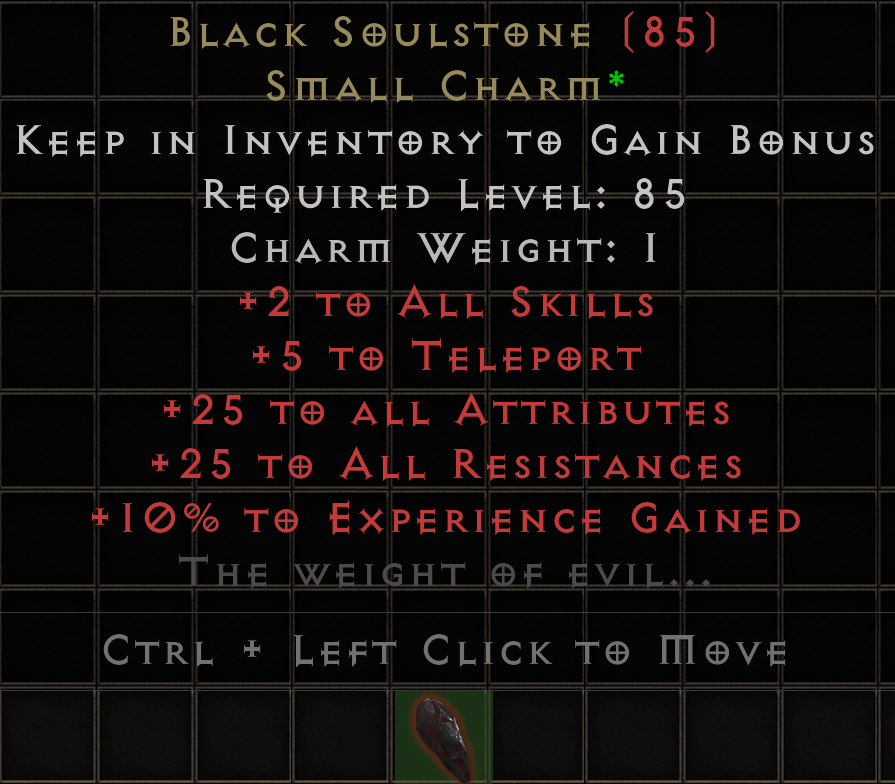 Black Soulstone (85)
Small Charm*
Keep in Inventory to Gain Bonus
Required Level: 85
Charm Weight: 1
+2 to All Skills
+5 to Teleport
+25 to all Attributes
+25 to All Resistances
+10% to Experience Gained
The weight of evil...
Ctrl + Left Click to Move